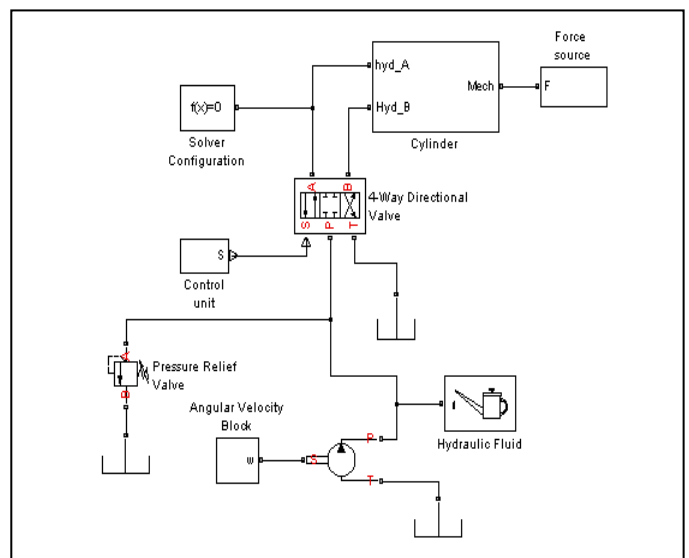 Force
source
hyd_A
Mech
F
f(x)=0
Hyd_B
Solver
Configuration
Cylinder
A
B
4-Way Directional
Valve
S
P
T
S
Control
unit
A
Pressure Relief
Valve
B
Angular Velocity
Block
P
Hydraulic Fluid
w
S
T